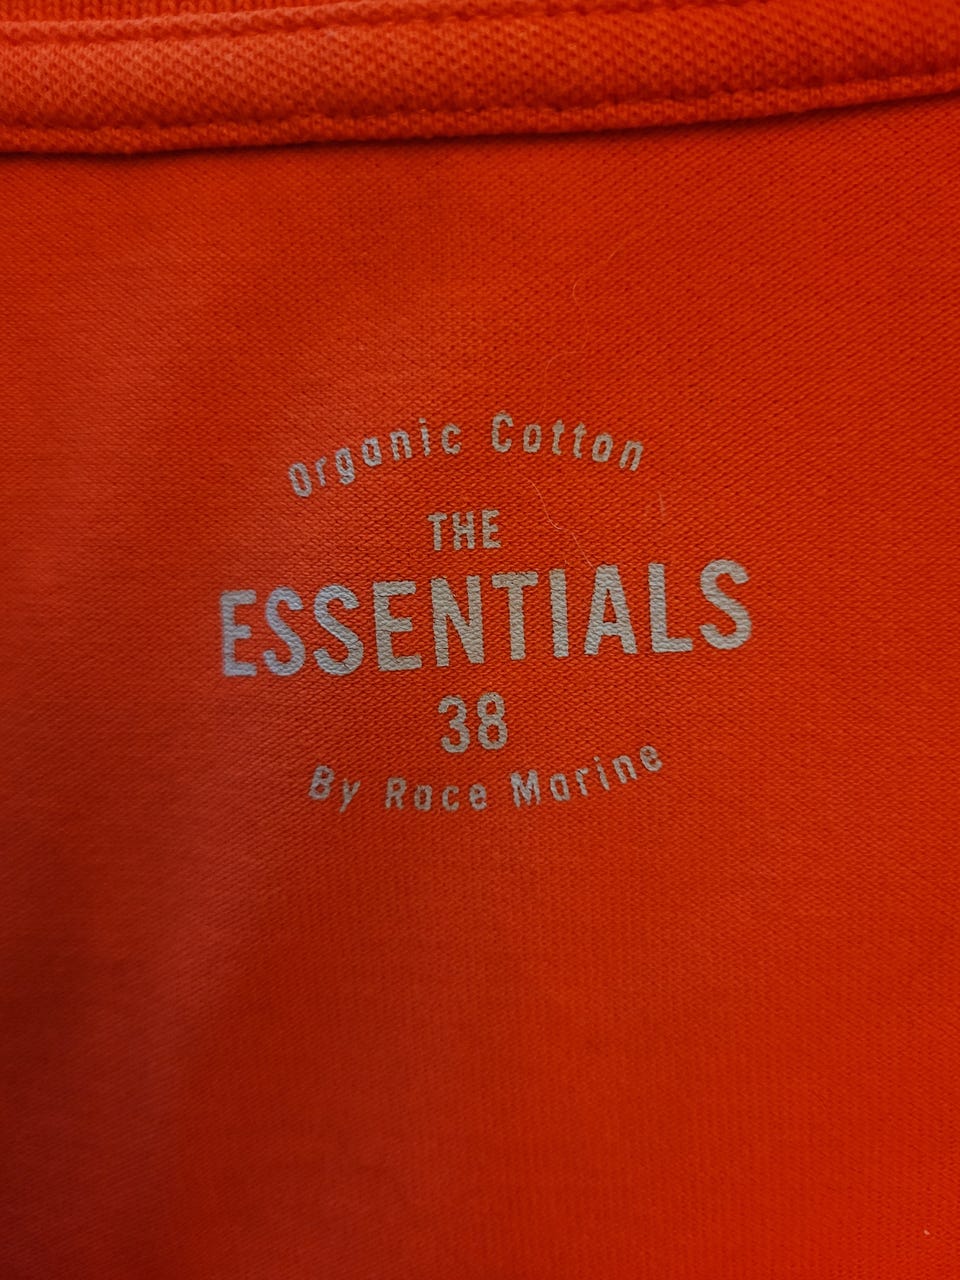 Organic Cotton
THE
ESSENTIALS
38
By Race Marine